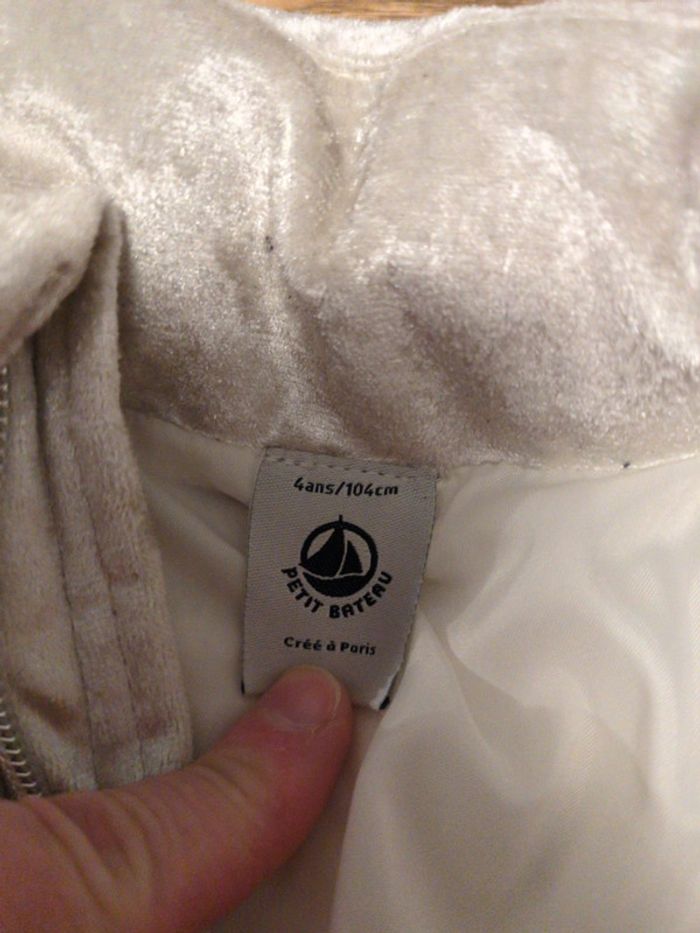 4ans/104cm
PETIT BATEAU
Créé à Paris